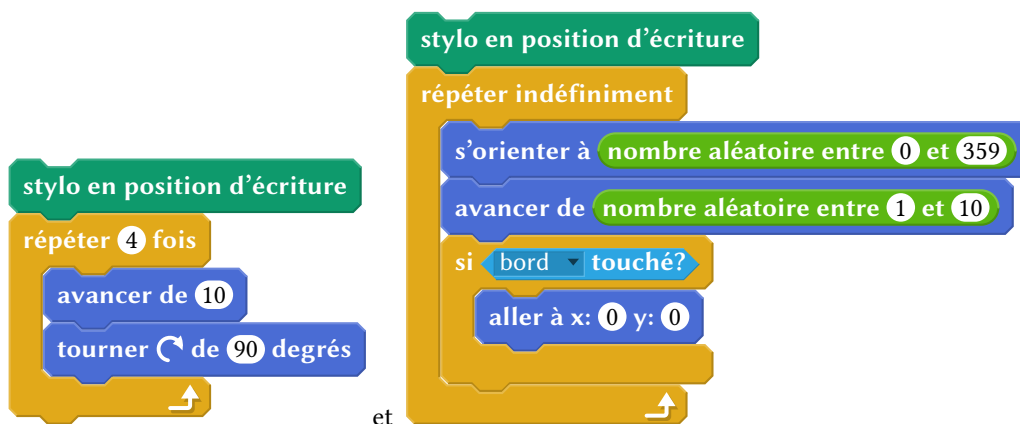 stylo en position d'écriture
répéter 4 fois
avancer de 10
tourner de 90 degrés
et
stylo en position d'écriture
répéter indéfiniment
s'orienter à nombre aléatoire entre 0 et 359
avancer de nombre aléatoire entre 1 et 10
si bord touché?
aller à x: 0 y: 0